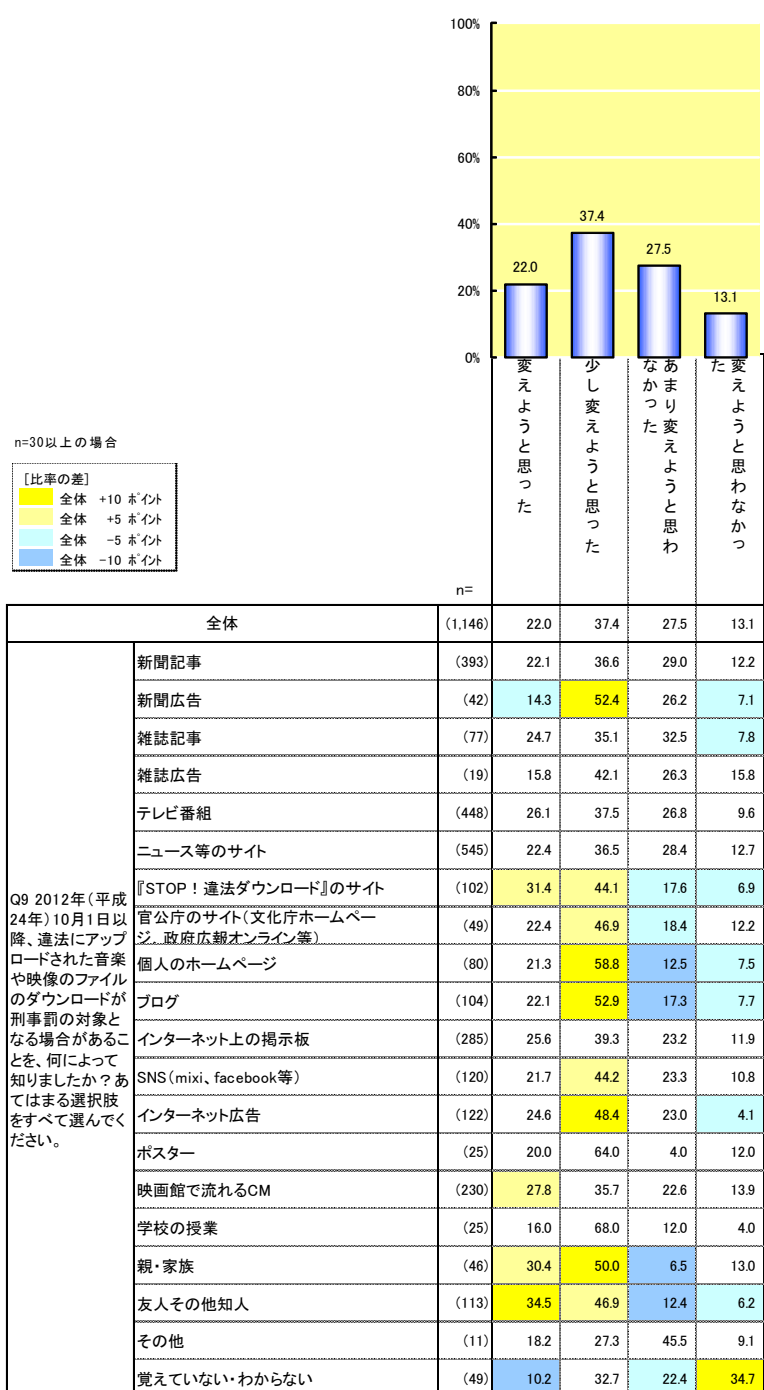 100%
80%
60%
40%
20%
0%
22.0
37.4
27.5
13.1
変えようと思った
少し変えようと思った
あまり変えようと思わ
なかった
変えようと思わなかっ
た
n=30以上の場合
[比率の差]
全体 +10 ポイント
全体 +5 ポイント
全体 -5 ポイント
全体 -10 ポイント
n=
全体 (1,146) 22.0 37.4 27.5 13.1
Q9 2012年(平成
24年)10月1日以
降、違法にアップ
ロードされた音楽
や映像のファイル
のダウンロードが
刑事罰の対象と
なる場合があるこ
とを、何によって
知りましたか？あ
てはまる選択肢
をすべて選んでく
ださい。
新聞記事 (393) 22.1 36.6 29.0 12.2
新聞広告 (42) 14.3 52.4 26.2 7.1
雑誌記事 (77) 24.7 35.1 32.5 7.8
雑誌広告 (19) 15.8 42.1 26.3 15.8
テレビ番組 (448) 26.1 37.5 26.8 9.6
ニュース等のサイト (545) 22.4 36.5 28.4 12.7
『STOP！違法ダウンロード』のサイト (102) 31.4 44.1 17.6 6.9
官公庁のサイト(文化庁ホームペー
ジ、政府広報オンライン等) (49) 22.4 46.9 18.4 12.2
個人のホームページ (80) 21.3 58.8 12.5 7.5
ブログ (104) 22.1 52.9 17.3 7.7
インターネット上の掲示板 (285) 25.6 39.3 23.2 11.9
SNS(mixi、facebook等) (120) 21.7 44.2 23.3 10.8
インターネット広告 (122) 24.6 48.4 23.0 4.1
ポスター (25) 20.0 64.0 4.0 12.0
映画館で流れるCM (230) 27.8 35.7 22.6 13.9
学校の授業 (25) 16.0 68.0 12.0 4.0
親・家族 (46) 30.4 50.0 6.5 13.0
友人その他知人 (113) 34.5 46.9 12.4 6.2
その他 (11) 18.2 27.3 45.5 9.1
覚えていない・わからない (49) 10.2 32.7 22.4 34.7